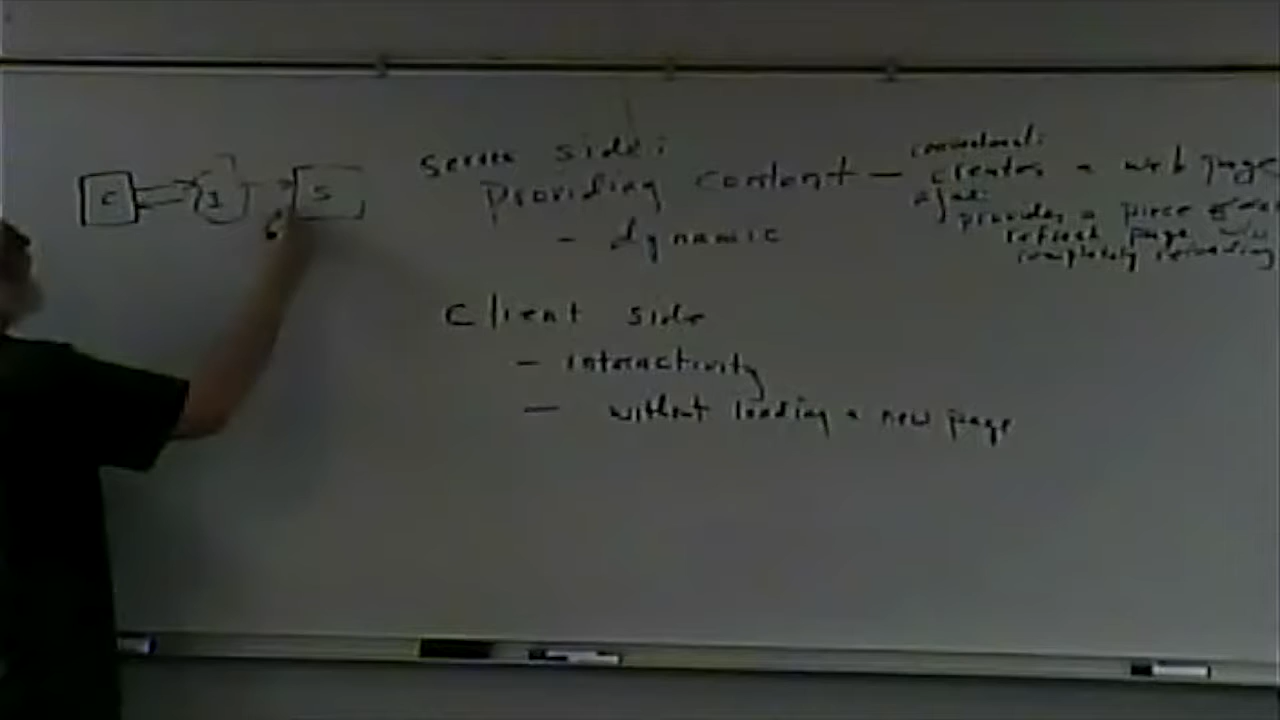 C
S
Server side:
Providing content —
- dynamic
conventional:
creates a web page
ajax:
provides a piece of
refresh page
completely reloading
Client side
- interactivity
- without loading a new page